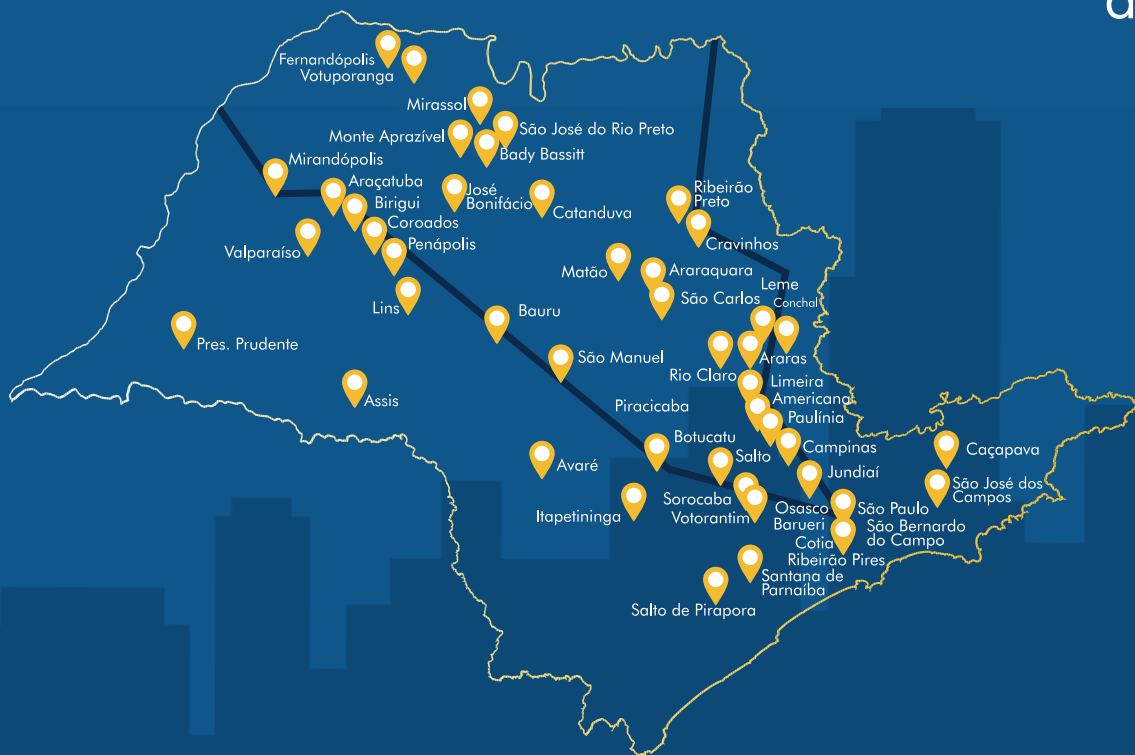 Fernandópolis
Votuporanga
Mirassol
São José do Rio Preto
Monte Aprazível
Bady Bassitt
Mirandópolis
Araçatuba
Birigui
José
Bonifácio
Catanduva
Ribeirão
Preto
Coroados
Penápolis
Cravinhos
Valparaíso
Matão
Araraquara
Leme
São Carlos
Conchal
Lins
Bauru
Pres. Prudente
São Manuel
Araras
Rio Claro
Limeira
Americana
Assis
Piracicaba
Paulínia
Botucatu
Campinas
Caçapava
Salto
Avaré
Jundiaí
São José dos
Campos
Sorocaba
Itapetininga
Votorantim
Osasco
São Paulo
Barueri
São Bernardo
do Campo
Cotia
Ribeirão Pires
Santana de
Parnaíba
Salto de Pirapora